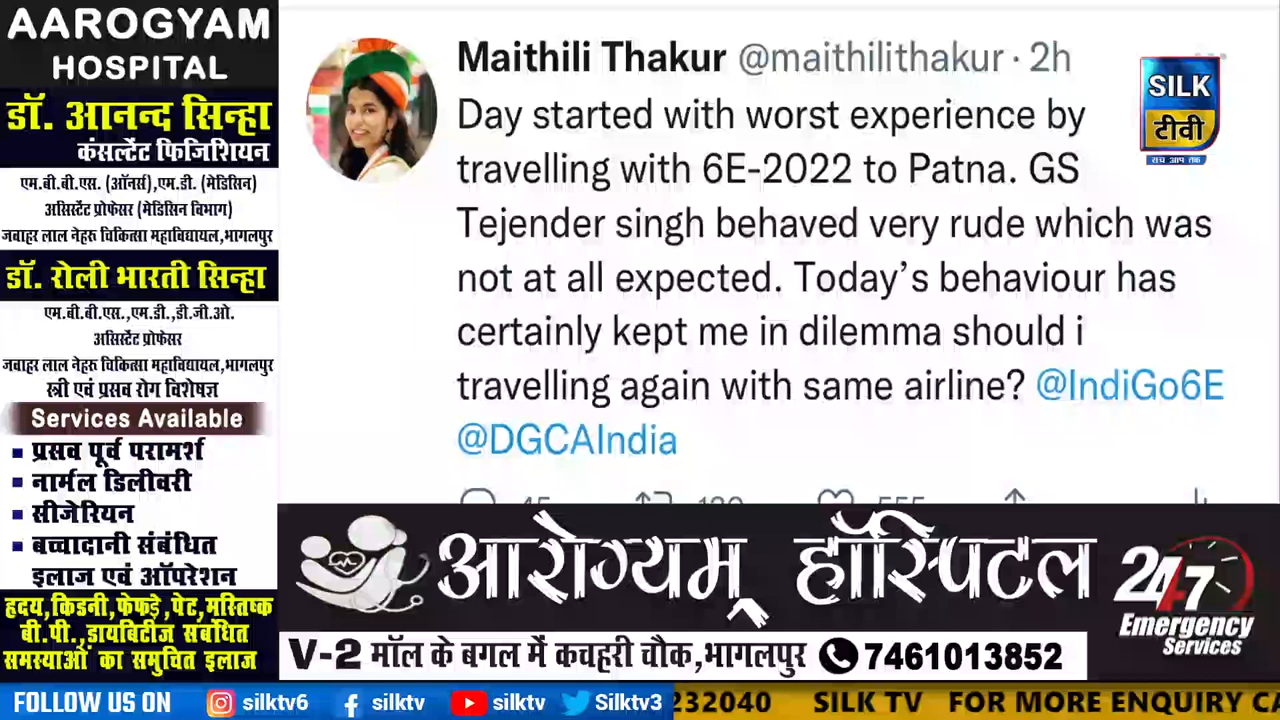 AAROGYAM
HOSPITAL
डॉ. आनन्द सिन्हा
कंसल्टेंट फिजिशियन
एम.बी.बी.एस. (ऑनर्स),एम.डी. (मेडिसिन)
असिस्टेंट प्रोफेसर (मेडिसिन विभाग)
जवाहर लाल नेहरू चिकित्सा महाविद्यालय,भागलपुर
डॉ. रोली भारती सिन्हा
एम.बी.बी.एस.,एम.डी.,डी.जी.ओ.
असिस्टेंट प्रोफेसर
जवाहर लाल नेहरू चिकित्सा महाविद्यालय,भागलपुर
स्त्री एवं प्रसव रोग विशेषज्ञ
Services Available
प्रसव पूर्व परामर्श
नार्मल डिलीवरी
सीजेरियन
बच्चादानी संबंधित
इलाज एवं ऑपरेशन
हृदय,किडनी,फेफड़े,पेट,मस्तिष्क
बी.पी.,डायबिटीज संबंधित
समस्याओं का समुचित इलाज
Maithili Thakur @maithilithakur · 2h
Day started with worst experience by
travelling with 6E-2022 to Patna. GS
Tejender singh behaved very rude which was
not at all expected. Today's behaviour has
certainly kept me in dilemma should i
travelling again with same airline? @IndiGo6E
@DGCAIndia
SILK
टीवी
सच आप तक
आरोग्यम् हॉस्पिटल
24x7
Emergency
Services
V-2 मॉल के बगल में कचहरी चौक,भागलपुर 7461013852
FOLLOW US ON silktv6 silktv silktv Silktv3 232040 SILK TV FOR MORE ENQUIRY CA